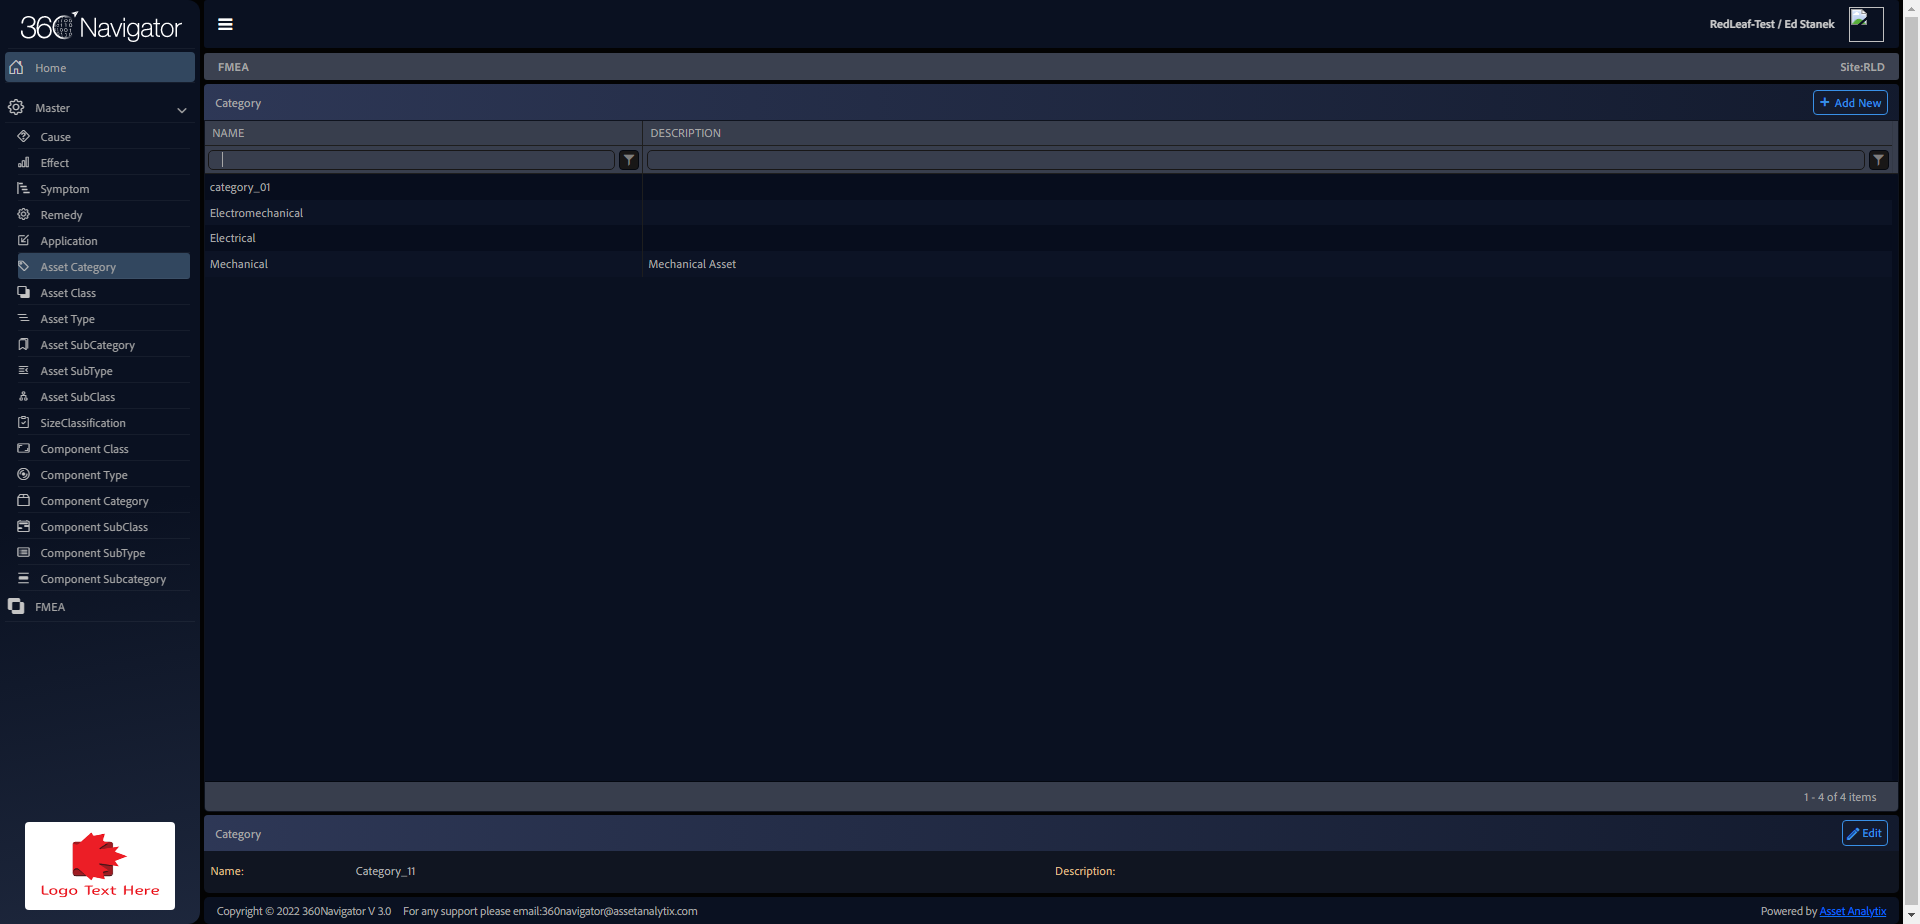 360 Navigator
RedLeaf-Test / Ed Stanek
Home
FMEA
Site:RLD
Category
Add New
Master
NAME
DESCRIPTION
Cause
Effect
Symptom
Remedy
Application
Asset Category
Asset Class
Asset Type
Asset SubCategory
Asset SubType
Asset SubClass
SizeClassification
Component Class
Component Type
Component Category
Component SubClass
Component SubType
Component Subcategory
FMEA
category_01
Electromechanical
Electrical
Mechanical
Mechanical Asset
1 - 4 of 4 items
Category
Edit
Name:
Category_11
Description:
Logo Text Here
Copyright © 2022 360Navigator V 3.0
For any support please email:360navigator@assetanalytix.com
Powered by Asset Analytix